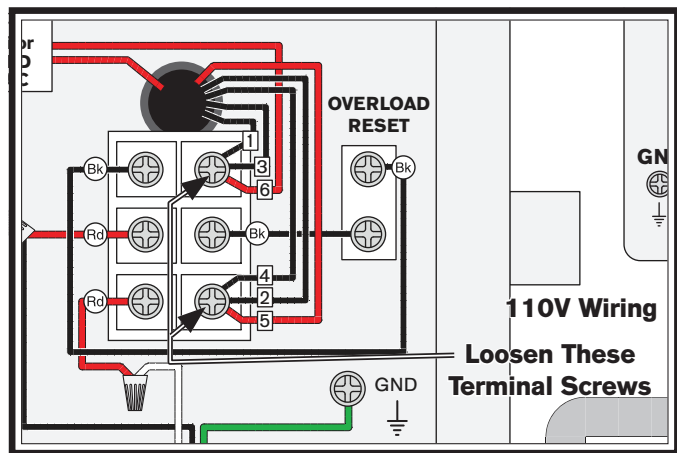 or
O
C
OVERLOAD
RESET
GN
1
Bk
3
Bk
6
Rd
Bk
4
2
Rd
5
110V Wiring
Loosen These
Terminal Screws
GND